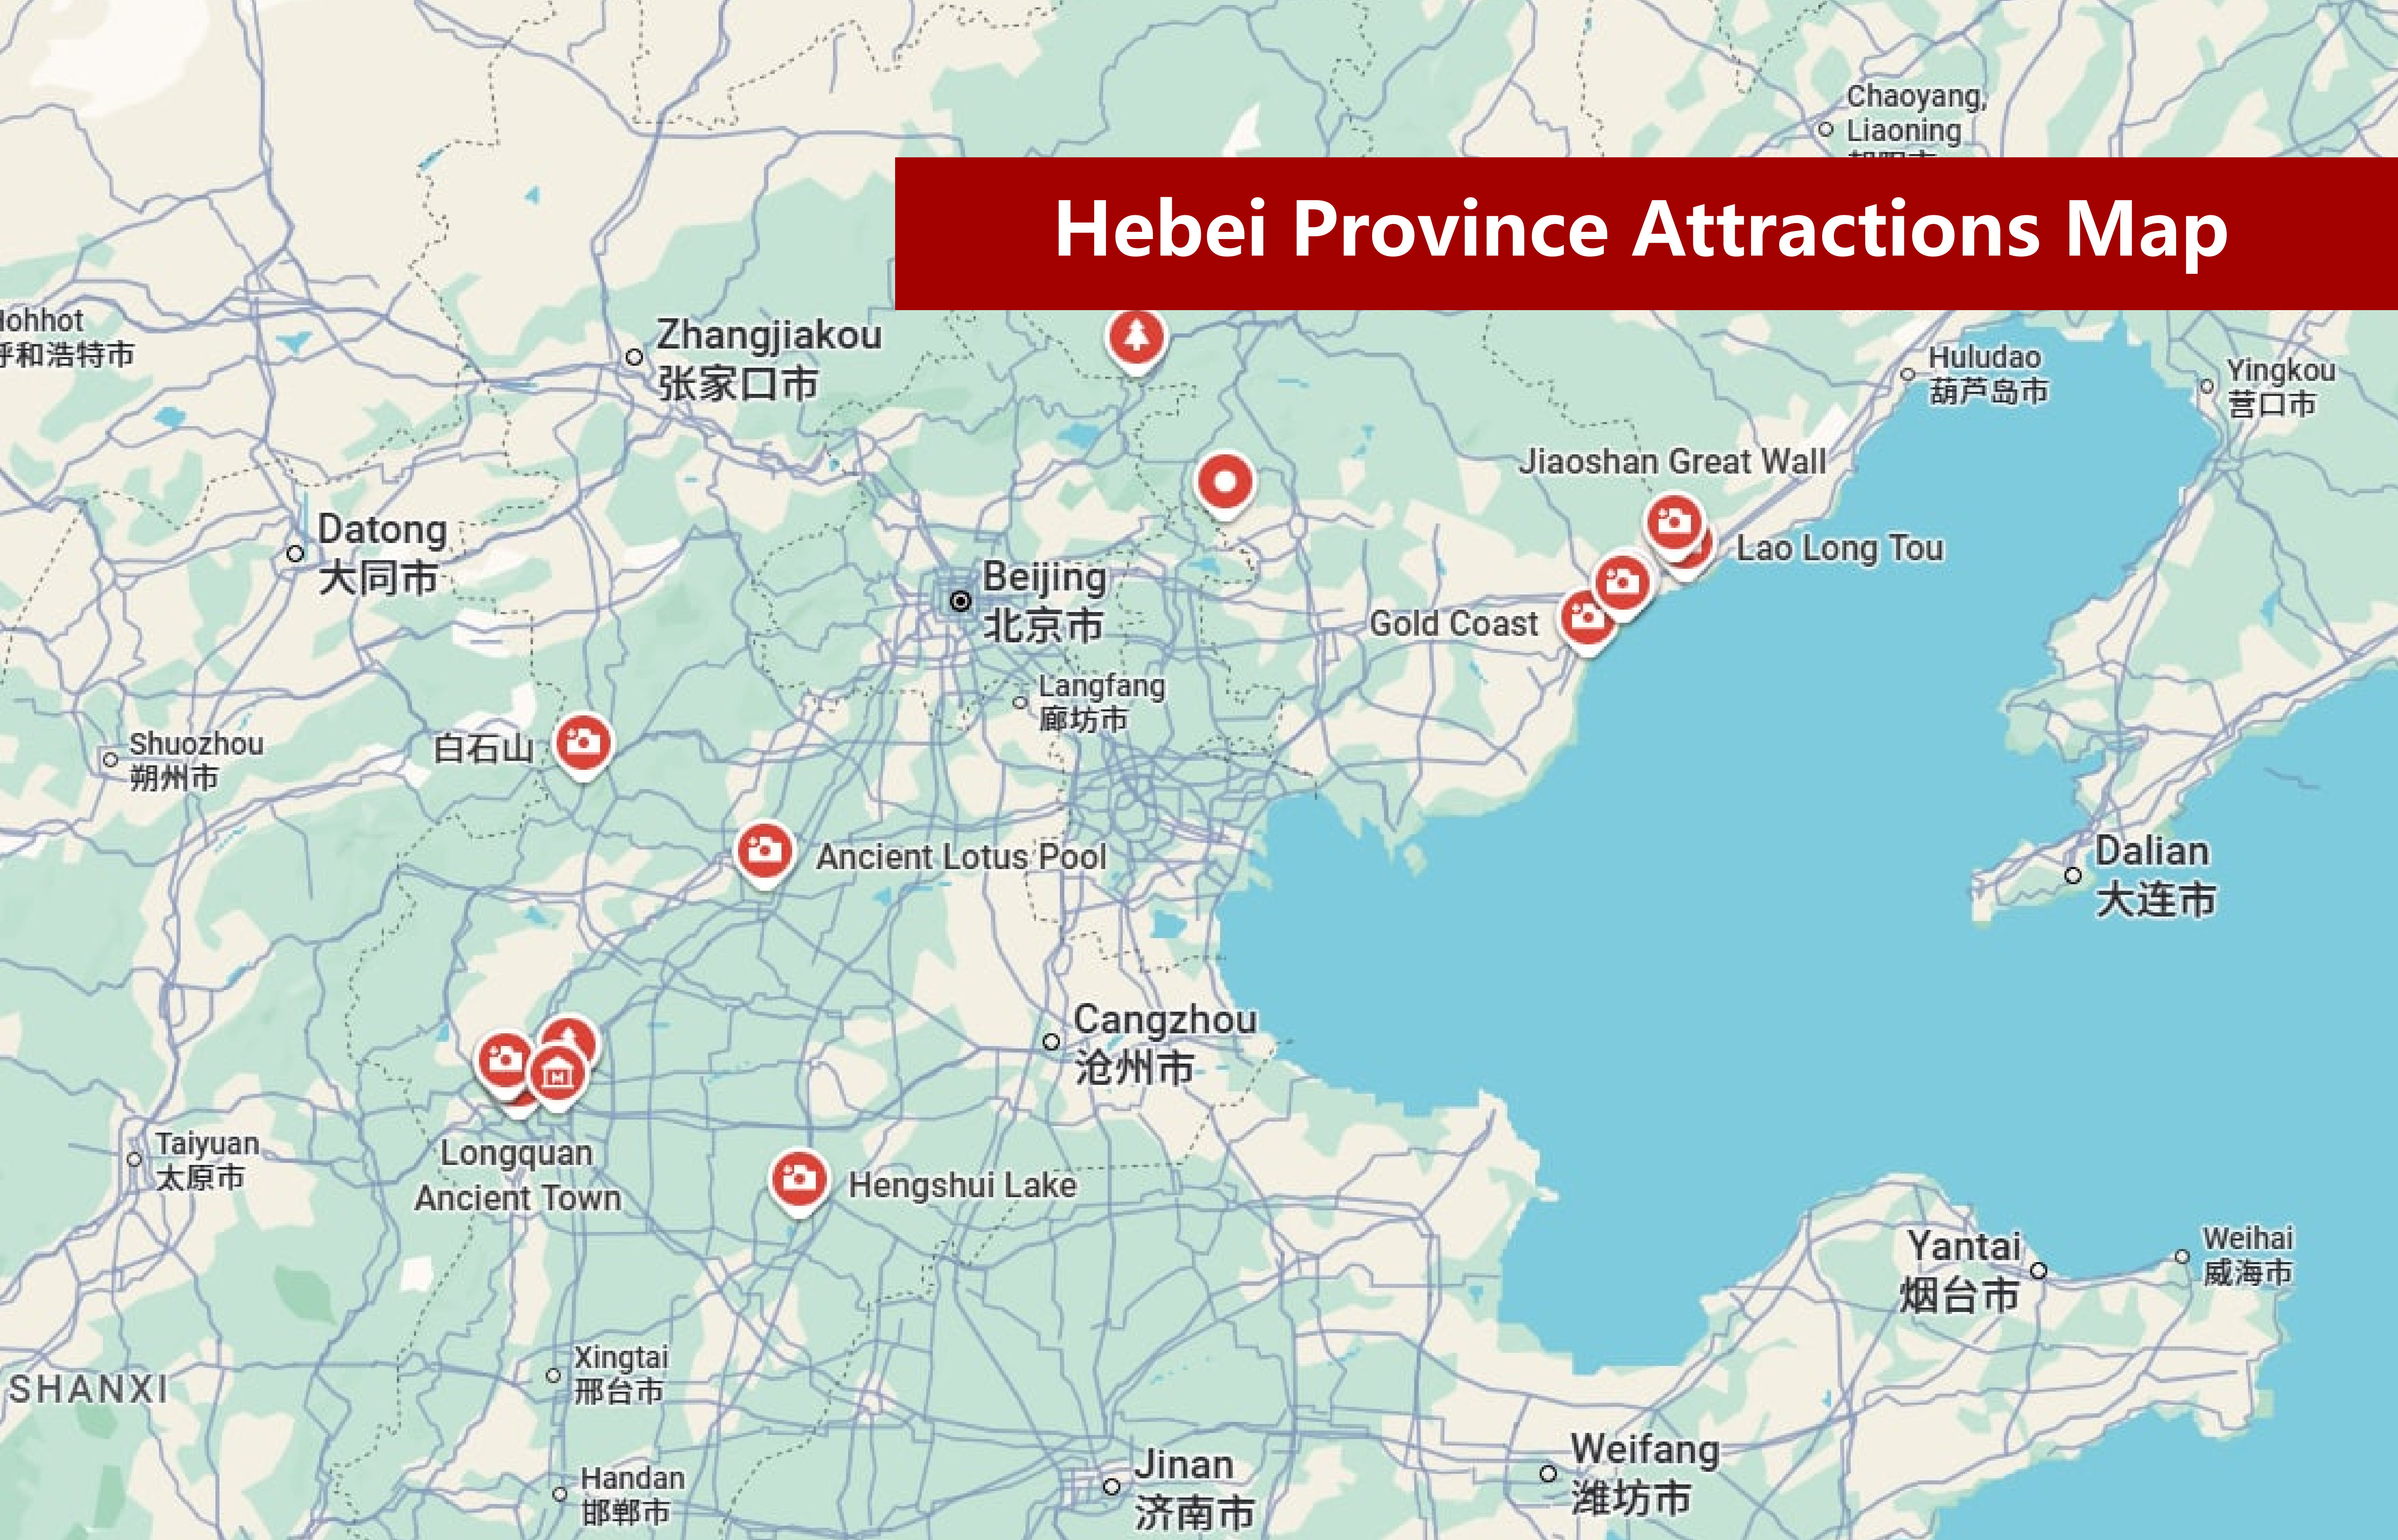 Chaoyang,
Liaoning
Hebei Province Attractions Map
Zhangjiakou
张家口市
呼和浩特市
Huludao
葫芦岛市
Yingkou
营口市
Jiaoshan Great Wall
Datong
大同市
Lao Long Tou
Beijing
北京市
Gold Coast
Langfang
廊坊市
白石山
Shuozhou
朔州市
Ancient Lotus Pool
Dalian
大连市
Cangzhou
沧州市
Taiyuan
太原市
Longquan
Ancient Town
Hengshui Lake
Yantai
烟台市
Weihai
威海市
Xingtai
邢台市
SHANXI
Handan
邯郸市
Jinan
济南市
Weifang
潍坊市